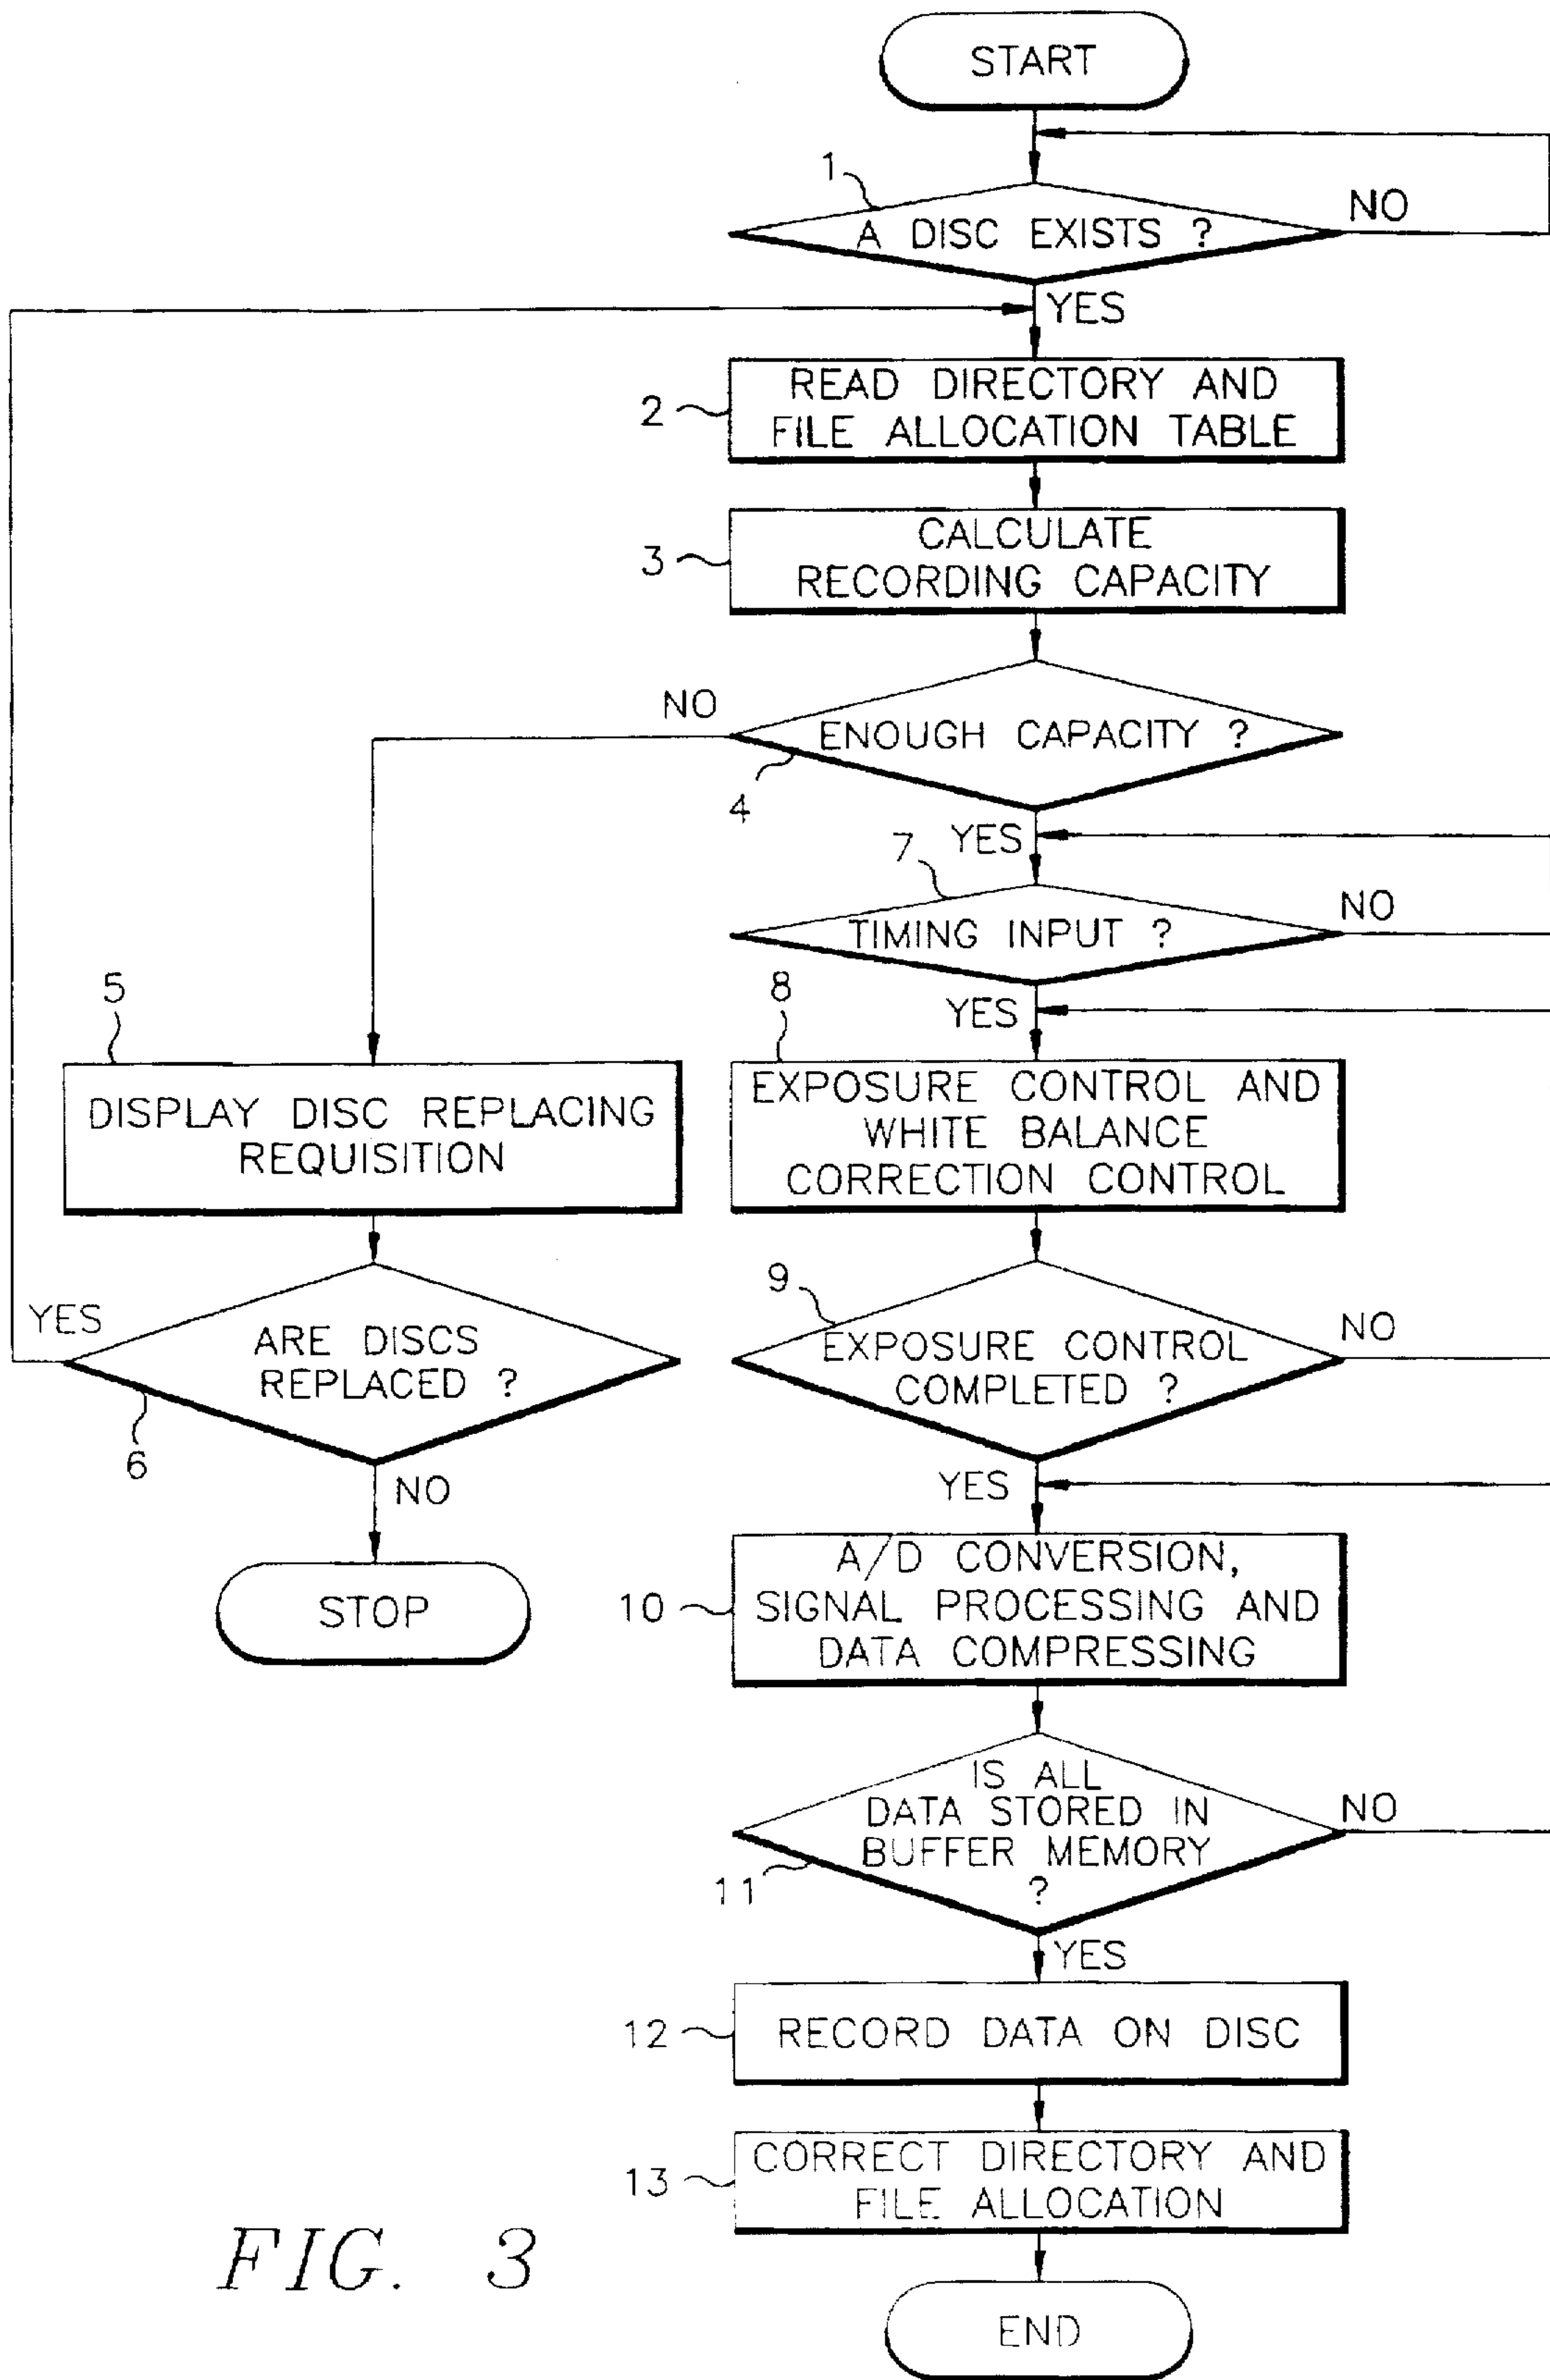 START
1
A DISC EXISTS ?
NO
YES
2
READ DIRECTORY AND
FILE ALLOCATION TABLE
3
CALCULATE
RECORDING CAPACITY
NO
ENOUGH CAPACITY ?
4
YES
7
TIMING INPUT ?
NO
YES
5
DISPLAY DISC REPLACING
REQUISITION
8
EXPOSURE CONTROL AND
WHITE BALANCE
CORRECTION CONTROL
YES
ARE DISCS
REPLACED ?
6
NO
STOP
9
EXPOSURE CONTROL
COMPLETED ?
NO
YES
10
A/D CONVERSION,
SIGNAL PROCESSING AND
DATA COMPRESSING
IS ALL
DATA STORED IN
BUFFER MEMORY
?
11
NO
YES
12
RECORD DATA ON DISC
13
CORRECT DIRECTORY AND
FILE ALLOCATION
END
FIG. 3